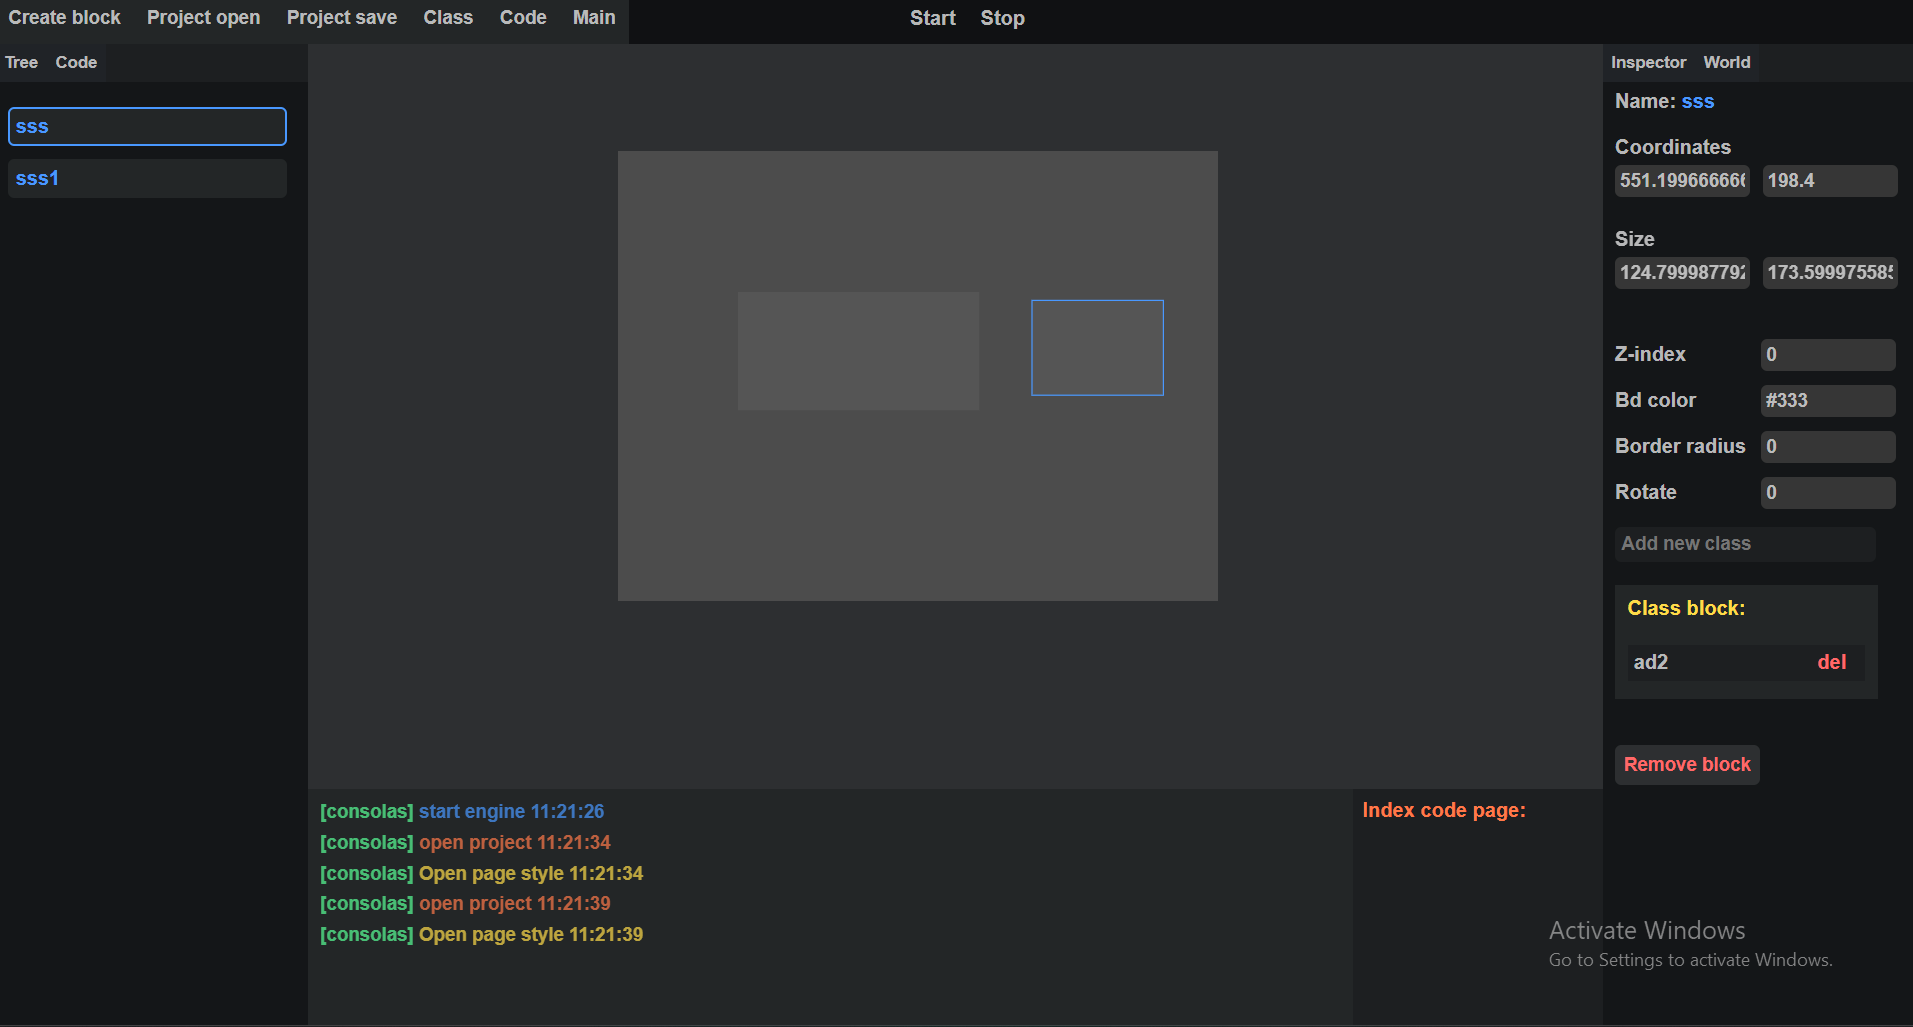 Create block Project open Project save Class Code Main Start Stop
Tree Code
sss
sss1
[consolas] start engine 11:21:26
[consolas] open project 11:21:34
[consolas] Open page style 11:21:34
[consolas] open project 11:21:39
[consolas] Open page style 11:21:39
Index code page:
Inspector World
Name: sss
Coordinates
551.199666666 198.4
Size
124.799987792 173.599975585
Z-index 0
Bd color #333
Border radius 0
Rotate 0
Add new class
Class block:
ad2 del
Remove block
Activate Windows
Go to Settings to activate Windows.